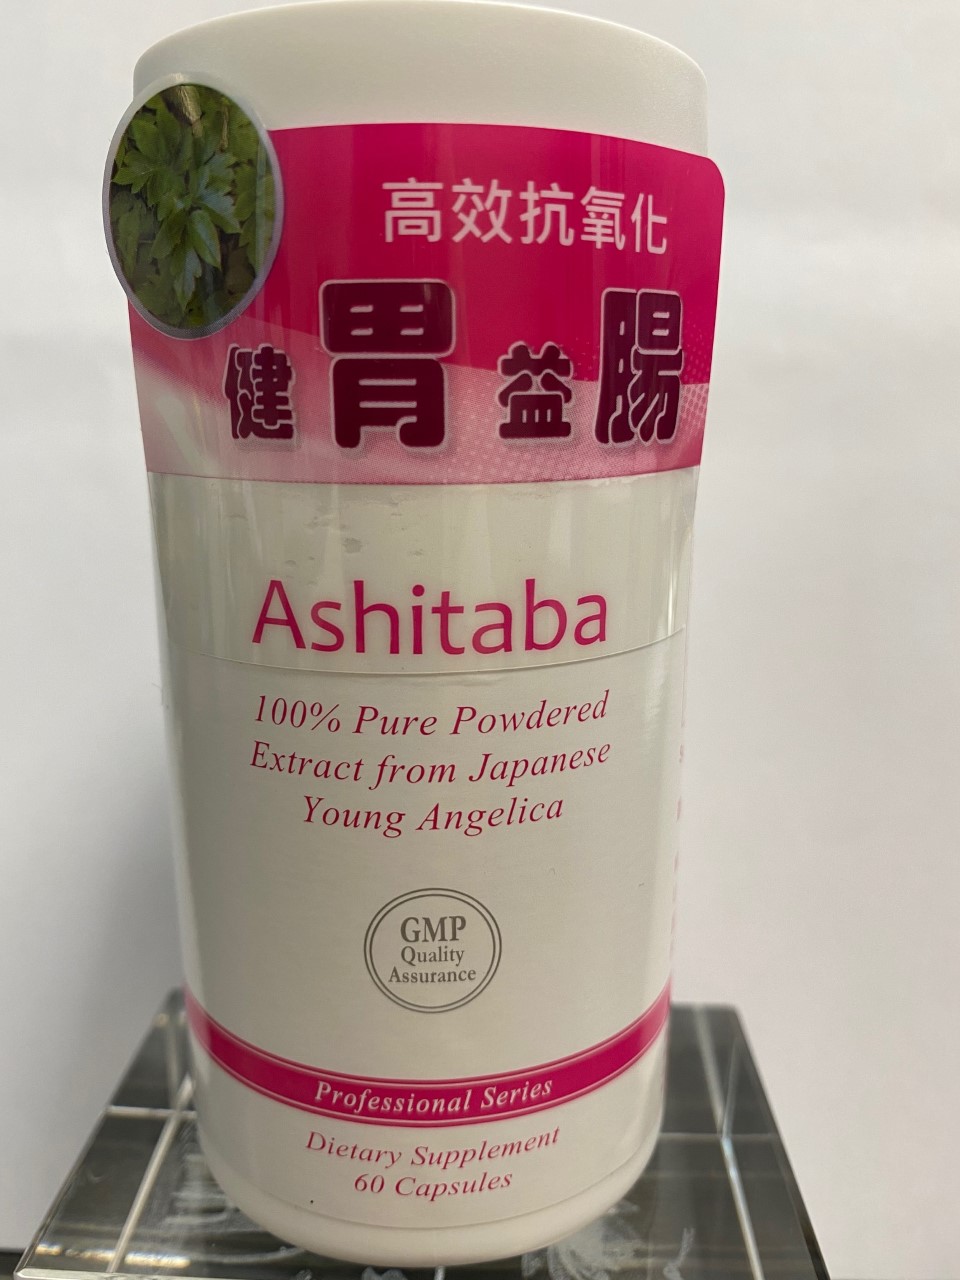 高效抗氧化
健胃益腸
Ashitaba
100% Pure Powdered
Extract from Japanese
Young Angelica
GMP
Quality
Assurance
Professional Series
Dietary Supplement
60 Capsules